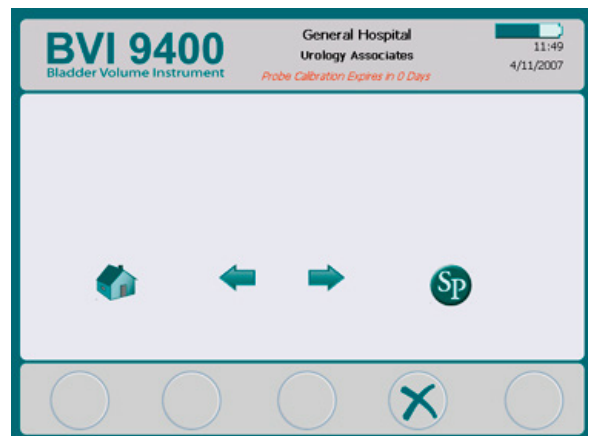 BVI 9400
Bladder Volume Instrument
General Hospital
Urology Associates
Probe Calibration Expires in 0 Days
11:49
4/11/2007
SP